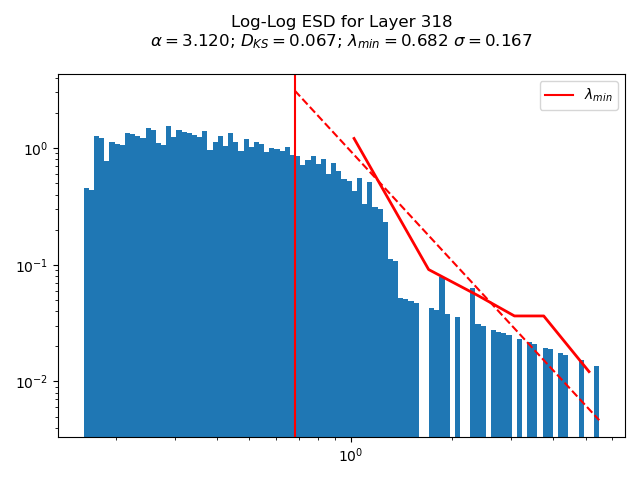 Log-Log ESD for Layer 318
α = 3.120; D_KS = 0.067; λ_min = 0.682 σ = 0.167
λ_min
10^0
10^-1
10^-2
10^0